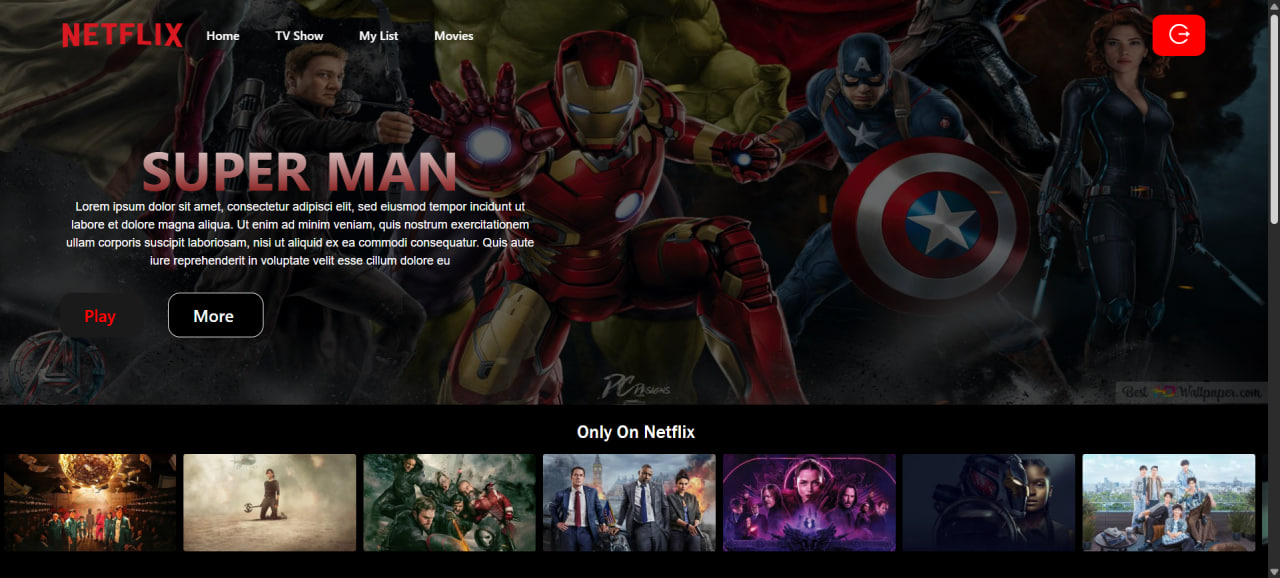 NETFLIX
Home
TV Show
My List
Movies
A
SUPER MAN
Lorem ipsum dolor sit amet, consectetur adipisci elit, sed eiusmod tempor incidunt ut
labore et dolore magna aliqua. Ut enim ad minim veniam, quis nostrum exercitationem
ullam corporis suscipit laboriosam, nisi ut aliquid ex ea commodi consequatur. Quis aute
iure reprehenderit in voluptate velit esse cillum dolore eu
Play
More
PC Designs
Best Wallpaper.com
Only On Netflix